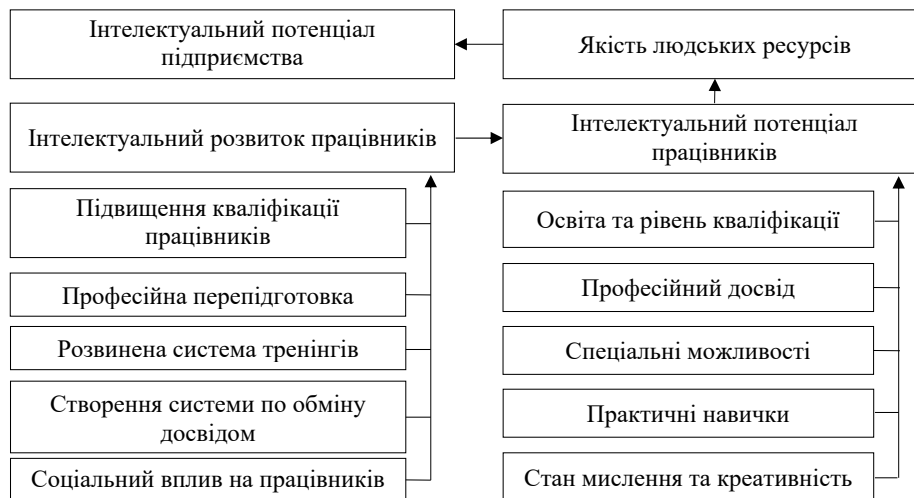 Інтелектуальний потенціал
підприємства
Якість людських ресурсів
Інтелектуальний розвиток працівників
Інтелектуальний потенціал
працівників
Підвищення кваліфікації
працівників
Професійна перепідготовка
Розвинена система тренінгів
Створення системи по обміну
досвідом
Соціальний вплив на працівників
Освіта та рівень кваліфікації
Професійний досвід
Спеціальні можливості
Практичні навички
Стан мислення та креативність